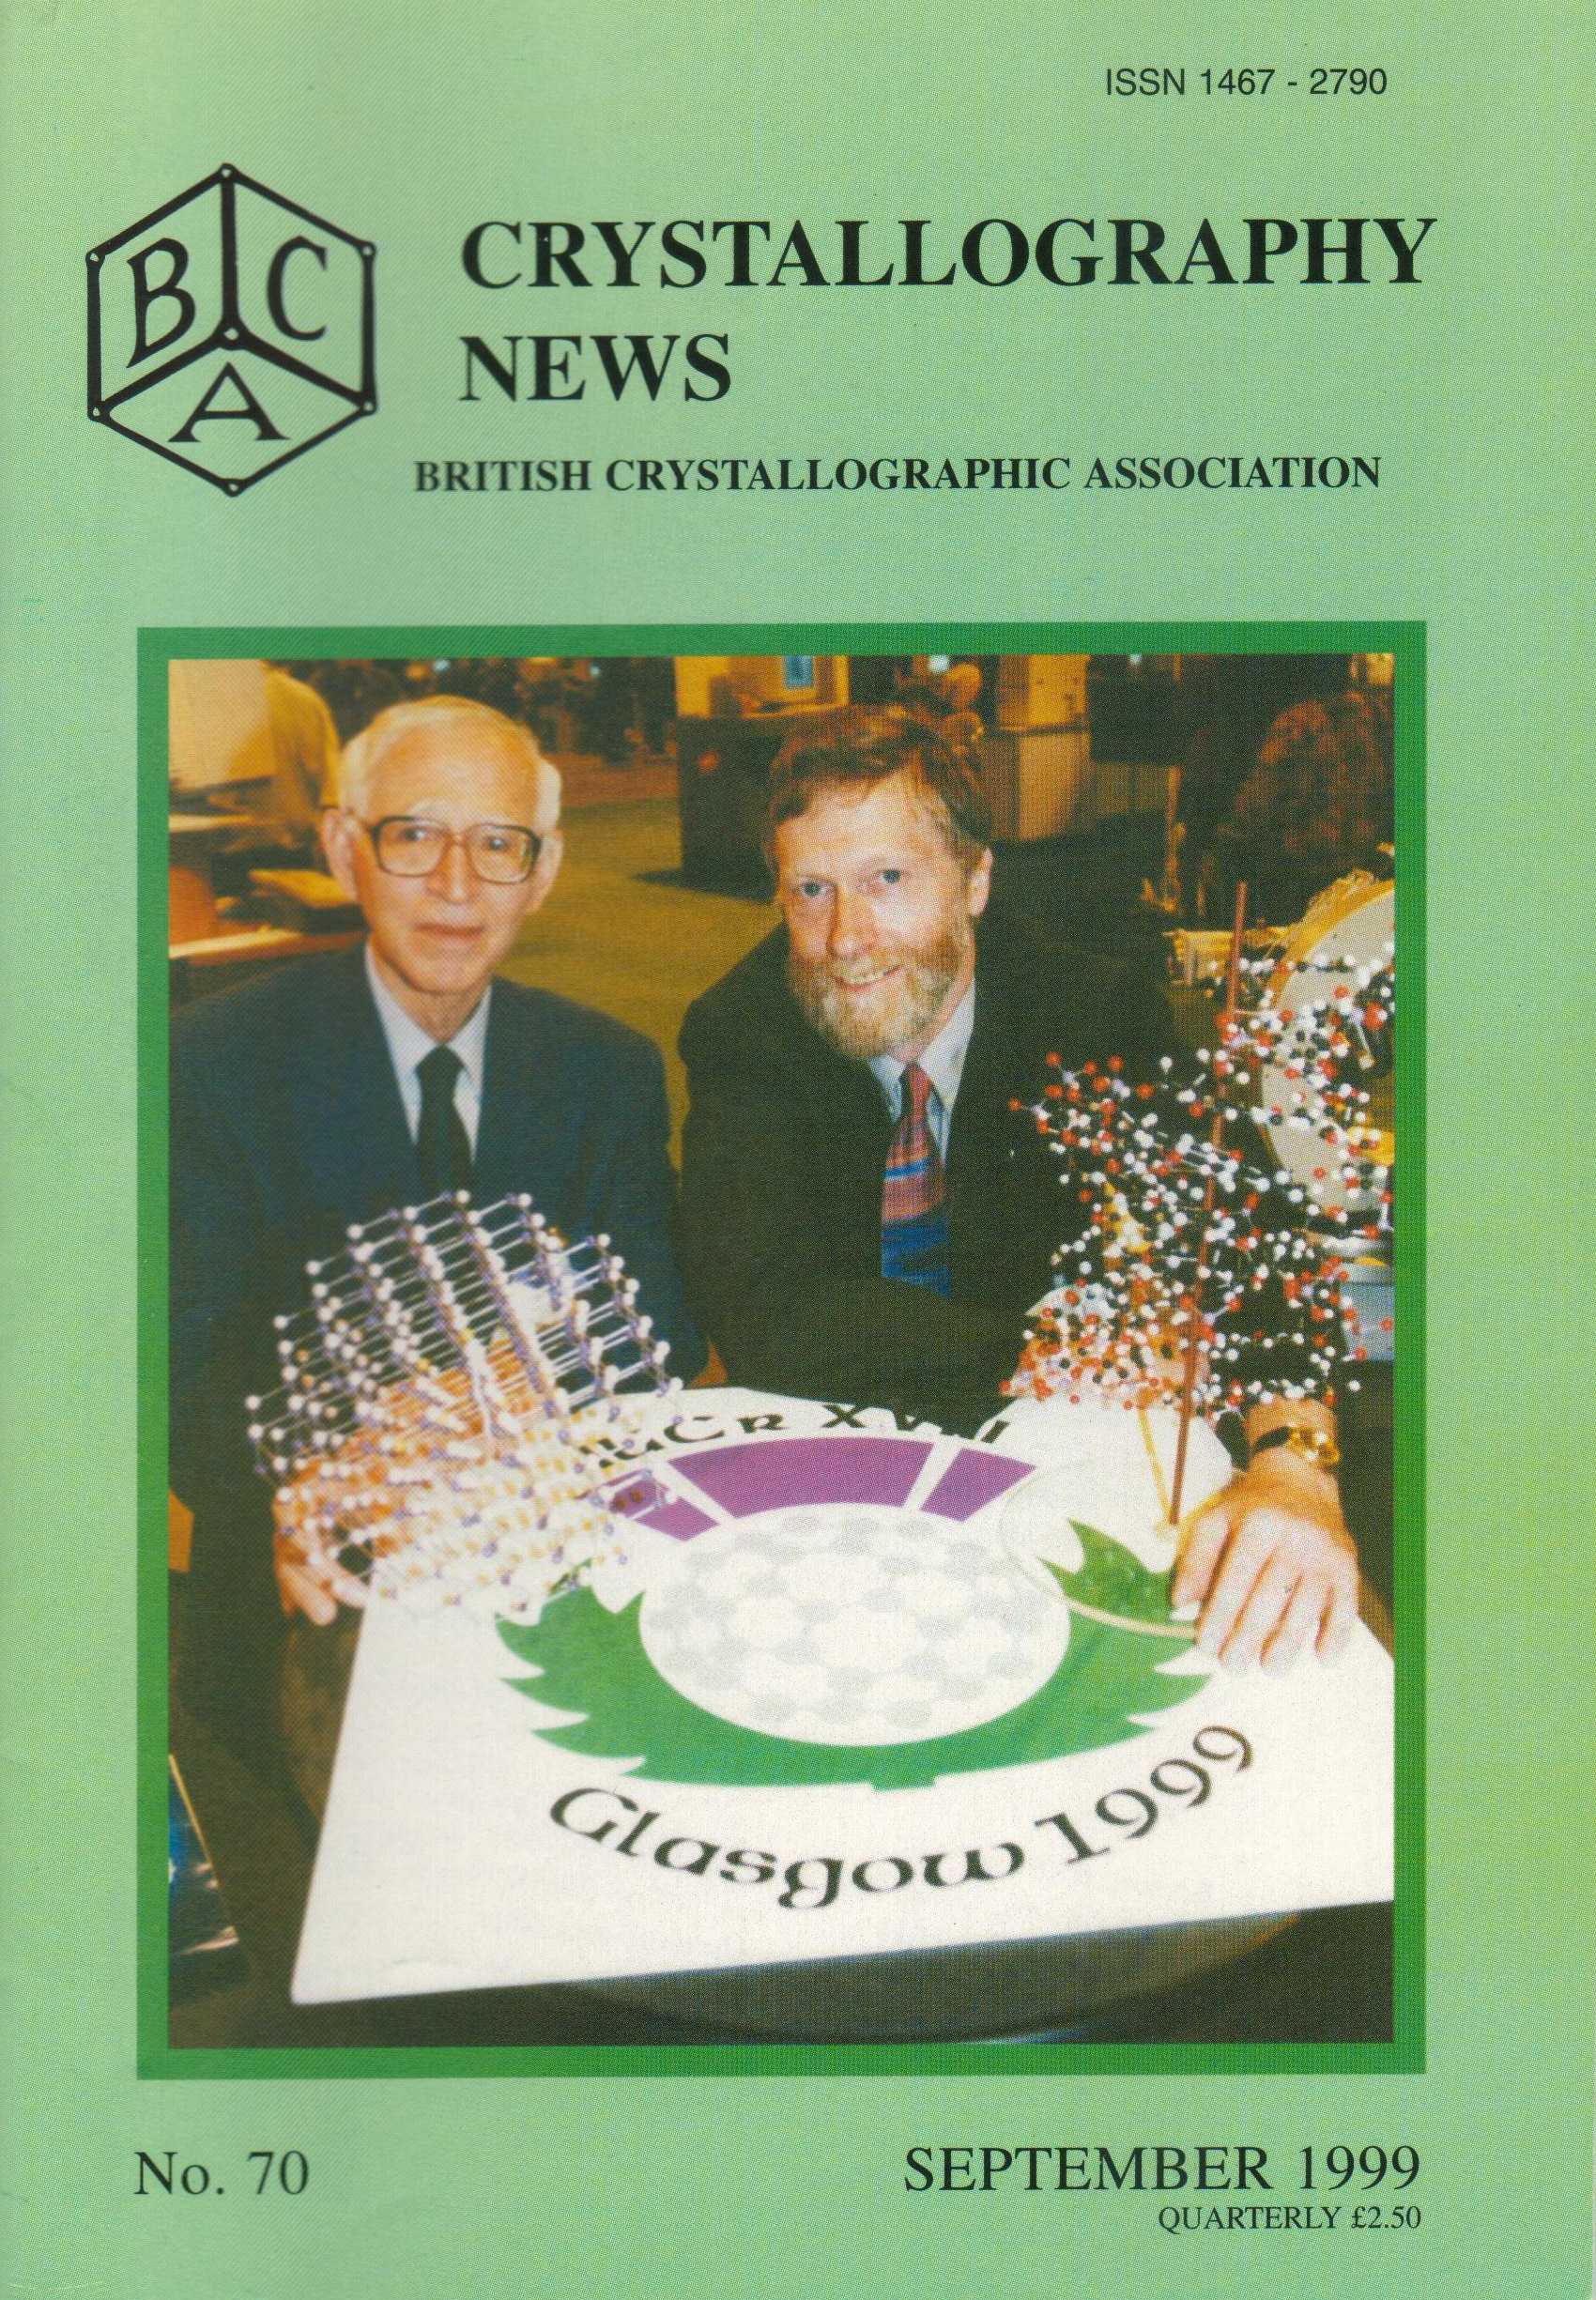 ISSN 1467 - 2790
B C
A
CRYSTALLOGRAPHY
NEWS
BRITISH CRYSTALLOGRAPHIC ASSOCIATION
Glasgow 1999
No. 70
SEPTEMBER 1999
QUARTERLY £2.50